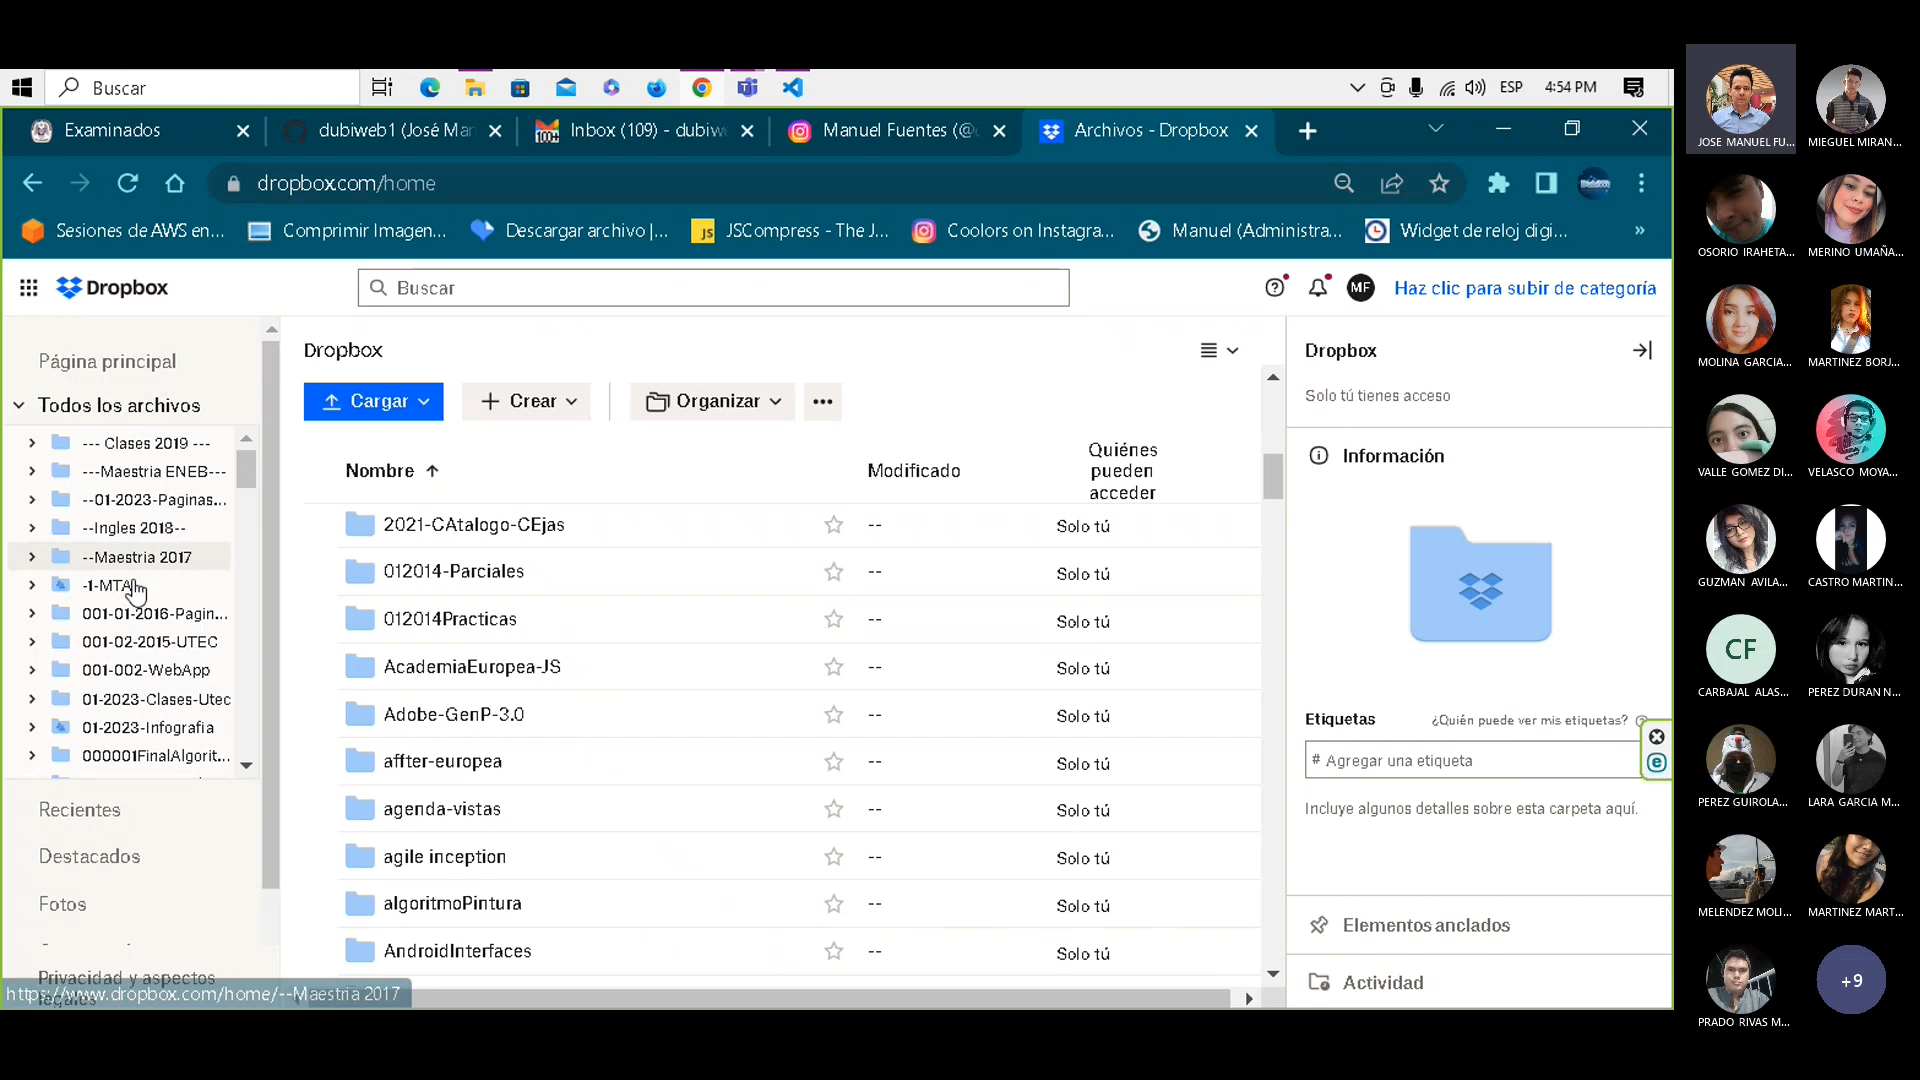 Buscar
ESP
4:54 PM
Examinados
dubiweb1 (José Mar
Inbox (109) - dubiw
Manuel Fuentes (@
Archivos - Dropbox
dropbox.com/home
Sesiones de AWS en...
Comprimir Imagen...
Descargar archivo |...
JSCompress - The J...
Coolors on Instagra...
Manuel (Administra...
Widget de reloj digi...
»
Dropbox
Buscar
MF
Haz clic para subir de categoría
Página principal
Todos los archivos
--- Clases 2019 ---
---Maestria ENEB---
--01-2023-Paginas...
--Ingles 2018--
--Maestria 2017
-1-MTA
001-01-2016-Pagin...
001-02-2015-UTEC
001-002-WebApp
01-2023-Clases-Utec
01-2023-Infografia
000001FinalAlgorit...
Recientes
Destacados
Fotos
Privacidad y aspectos
legales
https://www.dropbox.com/home/--Maestria 2017
Dropbox
Cargar
Crear
Organizar
Nombre
Modificado
Quiénes
pueden
acceder
2021-CAtalogo-CEjas -- Solo tú
012014-Parciales -- Solo tú
012014Practicas -- Solo tú
AcademiaEuropea-JS -- Solo tú
Adobe-GenP-3.0 -- Solo tú
affter-europea -- Solo tú
agenda-vistas -- Solo tú
agile inception -- Solo tú
algoritmoPintura -- Solo tú
AndroidInterfaces -- Solo tú
Dropbox
Solo tú tienes acceso
Información
Etiquetas
¿Quién puede ver mis etiquetas?
# Agregar una etiqueta
Incluye algunos detalles sobre esta carpeta aquí.
Elementos anclados
Actividad
JOSE MANUEL FU...
MIEGUEL MIRAN...
OSORIO IRAHETA...
MERINO UMAÑA...
MOLINA GARCIA...
MARTINEZ BORJ...
VALLE GOMEZ DI...
VELASCO MOYA...
GUZMAN AVILA...
CASTRO MARTIN...
CF
CARBAJAL ALAS...
PEREZ DURAN N...
PEREZ GUIROLA...
LARA GARCIA M...
MELENDEZ MOLI...
MARTINEZ MART...
PRADO RIVAS M...
+9